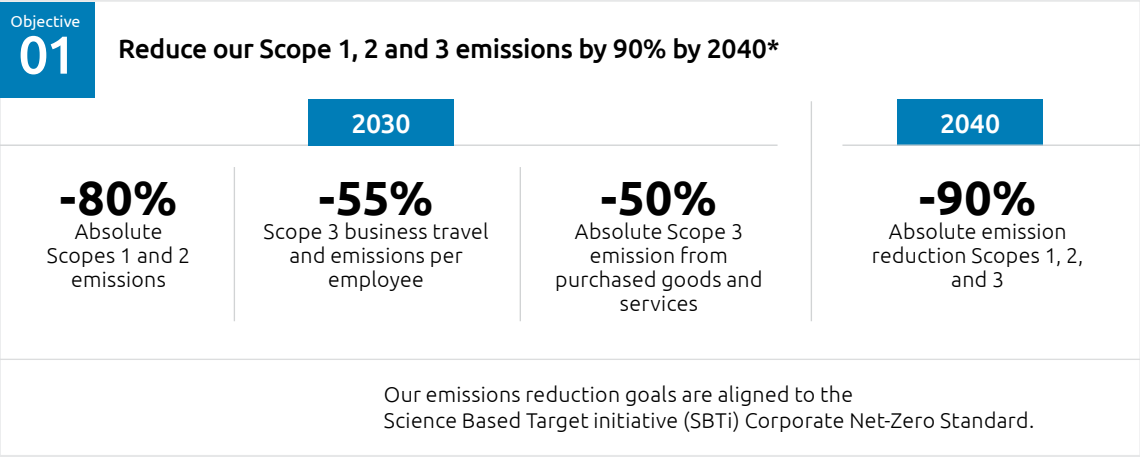 Objective
01
Reduce our Scope 1, 2 and 3 emissions by 90% by 2040*
2030
-80%
Absolute
Scopes 1 and 2
emissions
-55%
Scope 3 business travel
and emissions per
employee
-50%
Absolute Scope 3
emission from
purchased goods and
services
2040
-90%
Absolute emission
reduction Scopes 1, 2,
and 3
Our emissions reduction goals are aligned to the
Science Based Target initiative (SBTi) Corporate Net-Zero Standard.